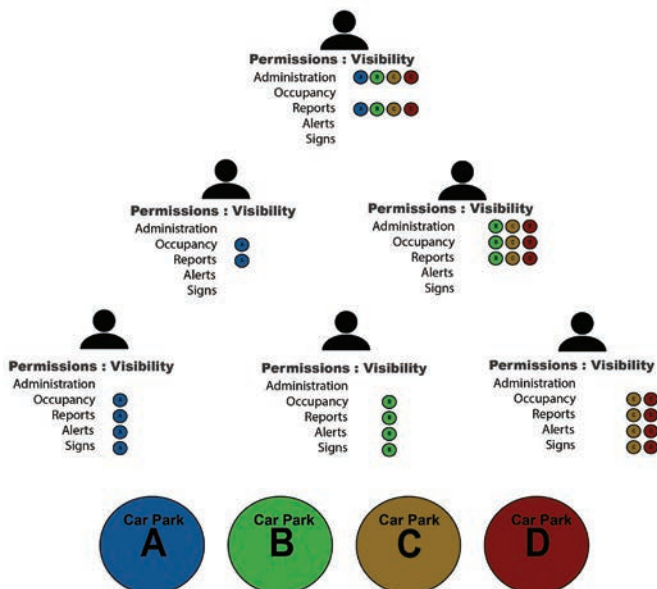 Permissions : Visibility
Administration A B C D
Occupancy
Reports A B C D
Alerts
Signs
Permissions : Visibility
Administration
Occupancy A
Reports A
Alerts
Signs
Permissions : Visibility
Administration B C D
Occupancy B C D
Reports B C D
Alerts
Signs
Permissions : Visibility
Administration
Occupancy A
Reports A
Alerts A
Signs A
Permissions : Visibility
Administration
Occupancy B
Reports B
Alerts B
Signs B
Permissions : Visibility
Administration
Occupancy C D
Reports C D
Alerts C D
Signs C D
Car Park
A
Car Park
B
Car Park
C
Car Park
D